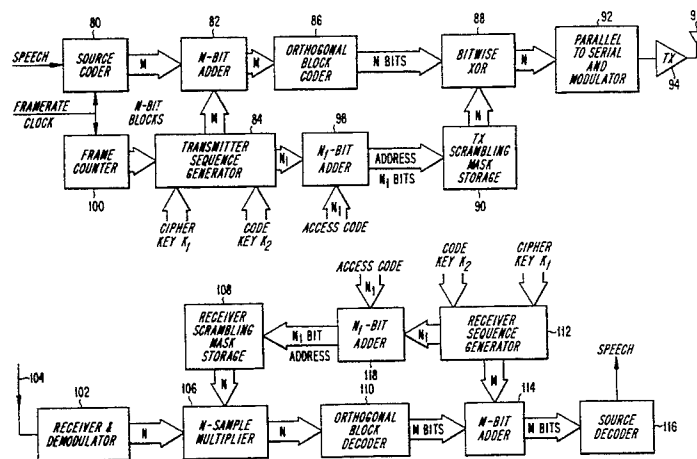 80
82
86
88
92
9
SPEECH
SOURCE
CODER
M
M-BIT
ADDER
M
ORTHOGONAL
BLOCK
CODER
N BITS
BITWISE
XOR
N
PARALLEL
TO SERIAL
AND
MODULATOR
TX
94
FRAMERATE
CLOCK
M-BIT
BLOCKS
M
84
98
N
FRAME
COUNTER
100
TRANSMITTER
SEQUENCE
GENERATOR
N1
N1-BIT
ADDER
ADDRESS
N1 BITS
TX
SCRAMBLING
MASK
STORAGE
90
CIPHER
KEY K1
CODE
KEY K2
N1
ACCESS CODE
ACCESS CODE
CODE
KEY K2
CIPHER
KEY K1
108
N1
RECEIVER
SCRAMBLING
MASK
STORAGE
N1 BIT
ADDRESS
N1-BIT
ADDER
118
N1
RECEIVER
SEQUENCE
GENERATOR
112
SPEECH
104
102
106
N
110
M
114
RECEIVER &
DEMODULATOR
N
N-SAMPLE
MULTIPLIER
N
ORTHOGONAL
BLOCK
DECODER
M BITS
M-BIT
ADDER
M BITS
SOURCE
DECODER
116